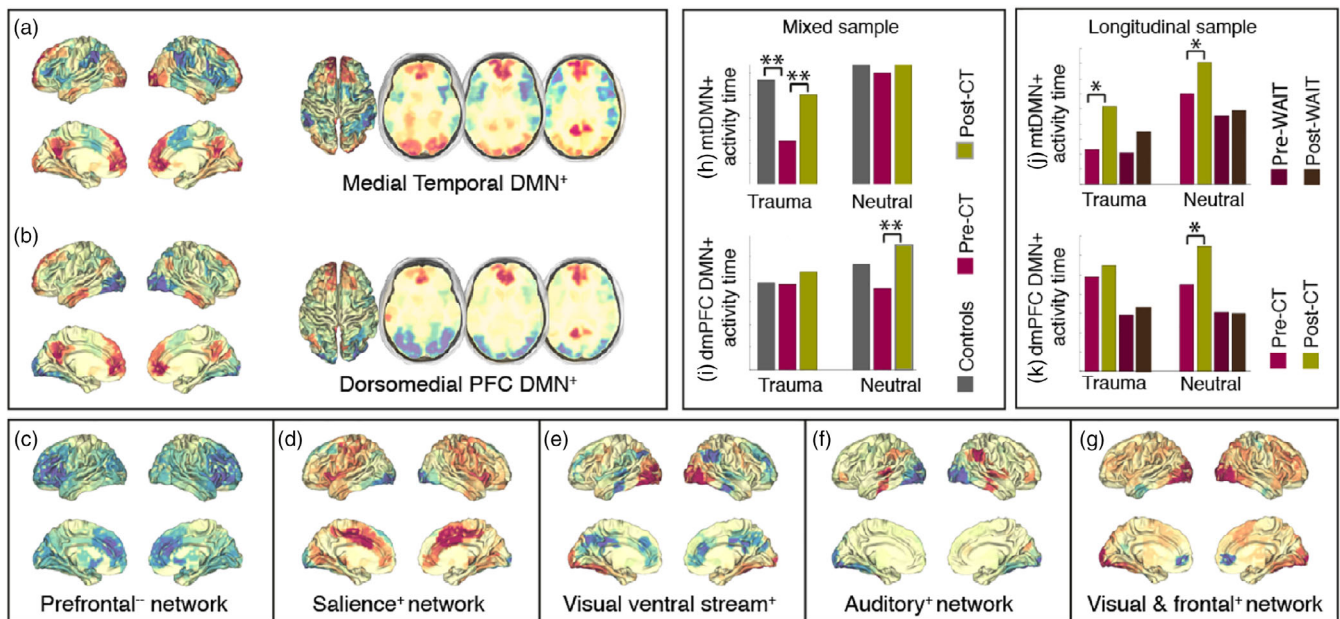 (a)
Medial Temporal DMN+
(b)
Dorsomedial PFC DMN+
Mixed sample
(h) mtDMN+
activity time
**
**
Trauma
Neutral
(i) dmPFC DMN+
activity time
**
Trauma
Neutral
Controls
Pre-CT
Post-CT
Longitudinal sample
(j) mtDMN+
activity time
*
*
Trauma
Neutral
(k) dmPFC DMN+
activity time
*
Trauma
Neutral
Pre-WAIT
Post-WAIT
Pre-CT
Post-CT
(c)
Prefrontal– network
(d)
Salience+ network
(e)
Visual ventral stream+
(f)
Auditory+ network
(g)
Visual & frontal+ network